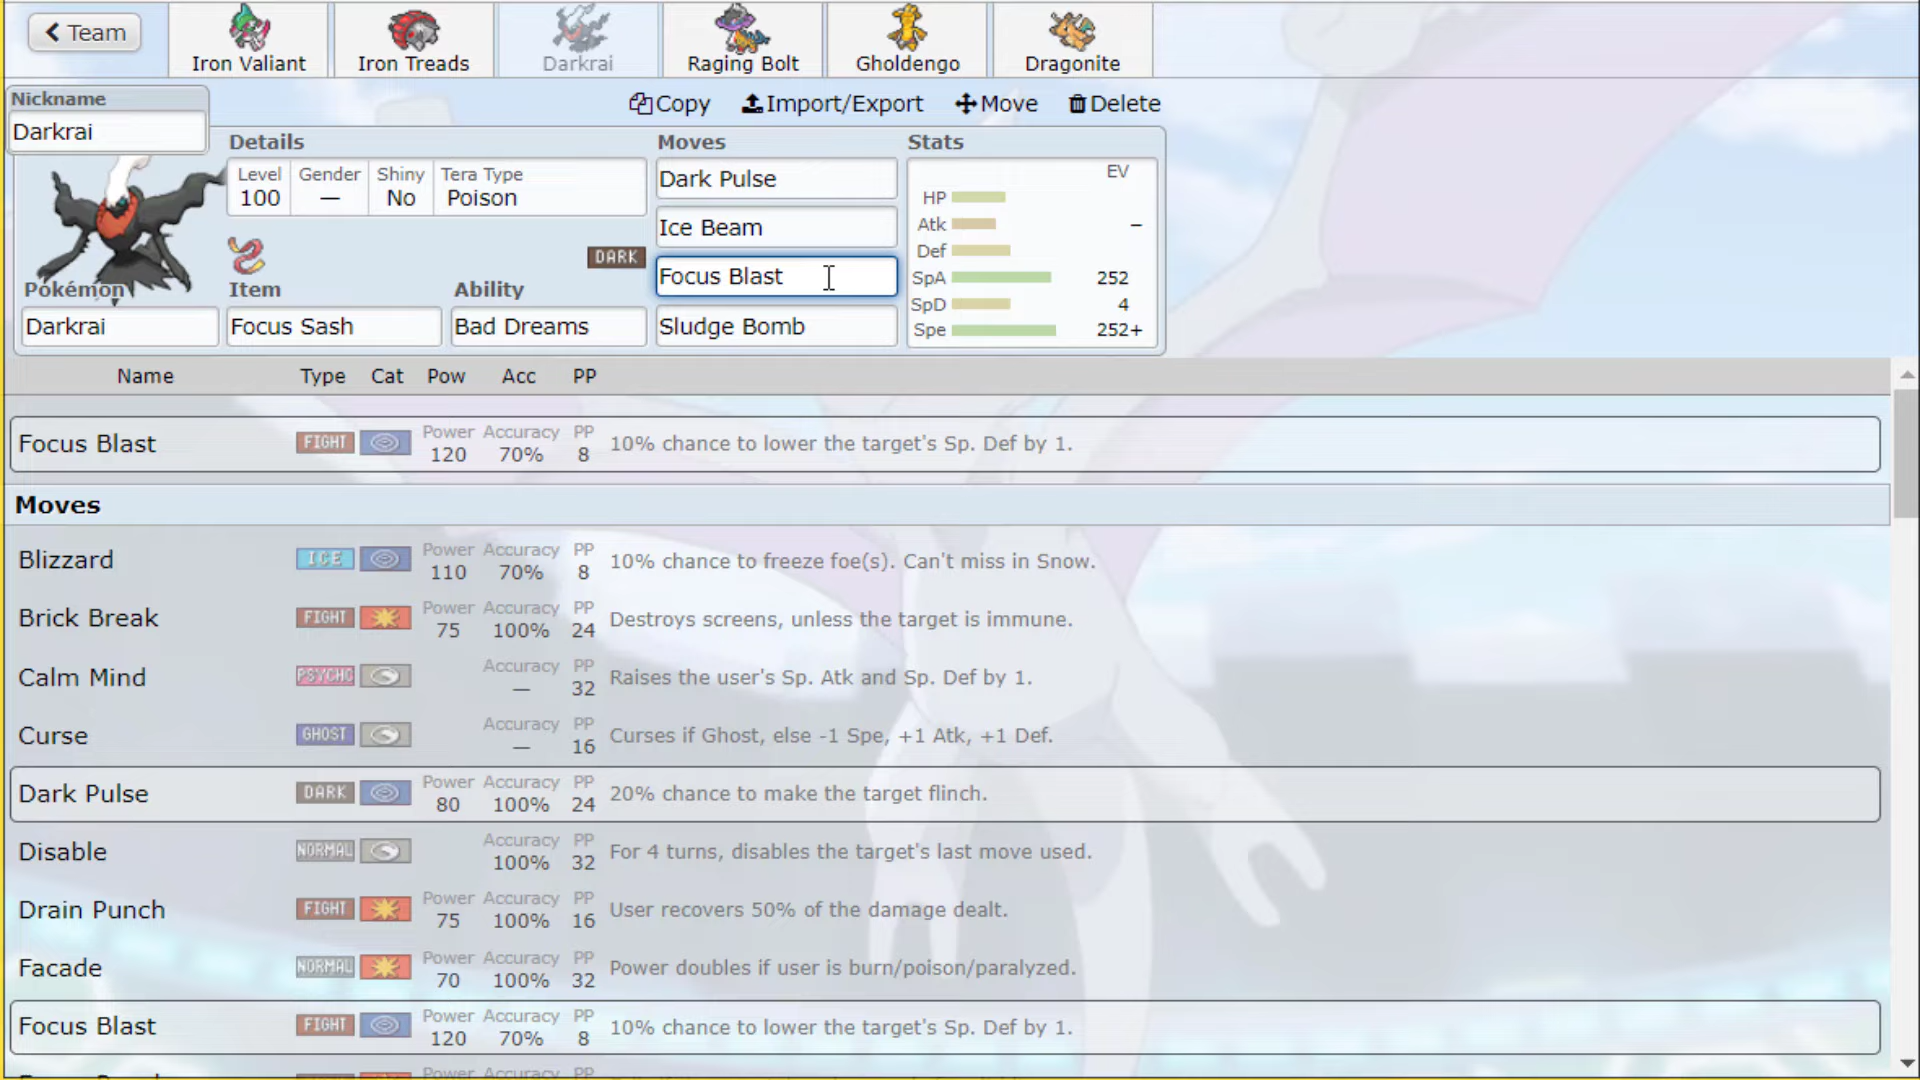 Team
Iron Valiant
Iron Treads
Darkrai
Raging Bolt
Gholdengo
Dragonite
Nickname
Darkrai
Copy
Import/Export
Move
Delete
Details
Level
100
Gender
—
Shiny
No
Tera Type
Poison
DARK
Pokémon
Darkrai
Item
Focus Sash
Ability
Bad Dreams
Moves
Dark Pulse
Ice Beam
Focus Blast
Sludge Bomb
Stats
EV
HP
Atk –
Def
SpA 252
SpD 4
Spe 252+
Name Type Cat Pow Acc PP
Focus Blast FIGHT Power 120 Accuracy 70% PP 8 10% chance to lower the target's Sp. Def by 1.
Moves
Blizzard ICE Power 110 Accuracy 70% PP 8 10% chance to freeze foe(s). Can't miss in Snow.
Brick Break FIGHT Power 75 Accuracy 100% PP 24 Destroys screens, unless the target is immune.
Calm Mind PSYCHC Accuracy — PP 32 Raises the user's Sp. Atk and Sp. Def by 1.
Curse GHOST Accuracy — PP 16 Curses if Ghost, else -1 Spe, +1 Atk, +1 Def.
Dark Pulse DARK Power 80 Accuracy 100% PP 24 20% chance to make the target flinch.
Disable NORMAL Accuracy 100% PP 32 For 4 turns, disables the target's last move used.
Drain Punch FIGHT Power 75 Accuracy 100% PP 16 User recovers 50% of the damage dealt.
Facade NORMAL Power 70 Accuracy 100% PP 32 Power doubles if user is burn/poison/paralyzed.
Focus Blast FIGHT Power 120 Accuracy 70% PP 8 10% chance to lower the target's Sp. Def by 1.
Power Accuracy PP